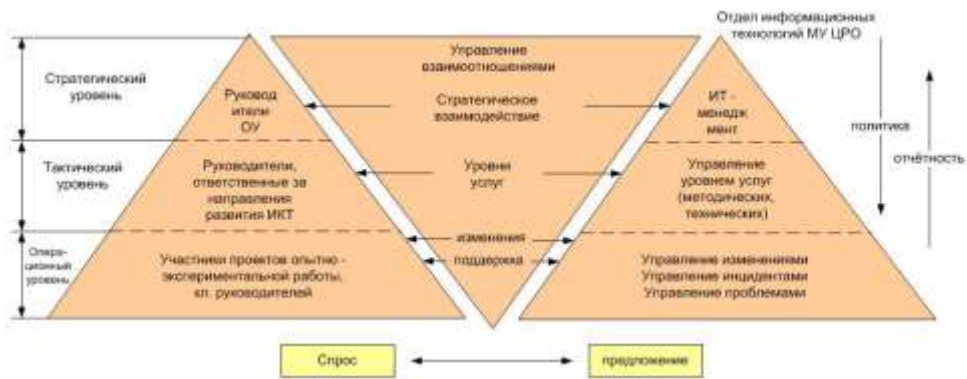 Отдел информационных
технологий МУ ЦРО
Стратегический
уровень
Тактический
уровень
Опера-
ционный
уровень
Руковод
ители
ОУ
Руководители,
ответственные за
направления
развития ИКТ
Участники проектов опытно -
экспериментальной работы,
кл. руководителей
Управление
взаимоотношениями
Стратегическое
взаимодействие
Уровни
услуг
изменения
поддержка
ИТ -
менедж
мент
Управление
уровнем услуг
(методических,
технических)
Управление изменениями
Управление инцидентами
Управление проблемами
политика
отчётность
Спрос
предложение